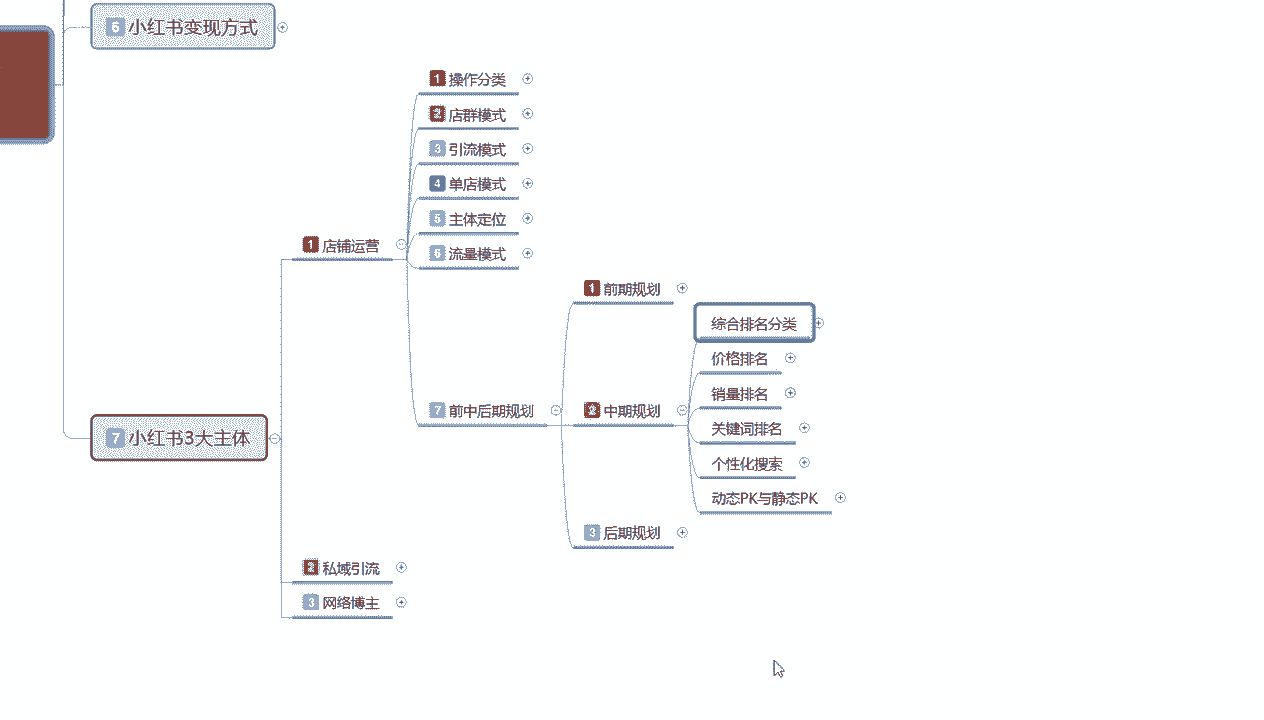 6 小红书变现方式
1 操作分类
2 店群模式
3 引流模式
4 单店模式
5 主体定位
1 店铺运营
6 流量模式
1 前期规划
综合排名分类
价格排名
销量排名
7 前中后期规划
2 中期规划
关键词排名
7 小红书3大主体
个性化搜索
动态PK与静态PK
3 后期规划
2 私域引流
3 网络博主